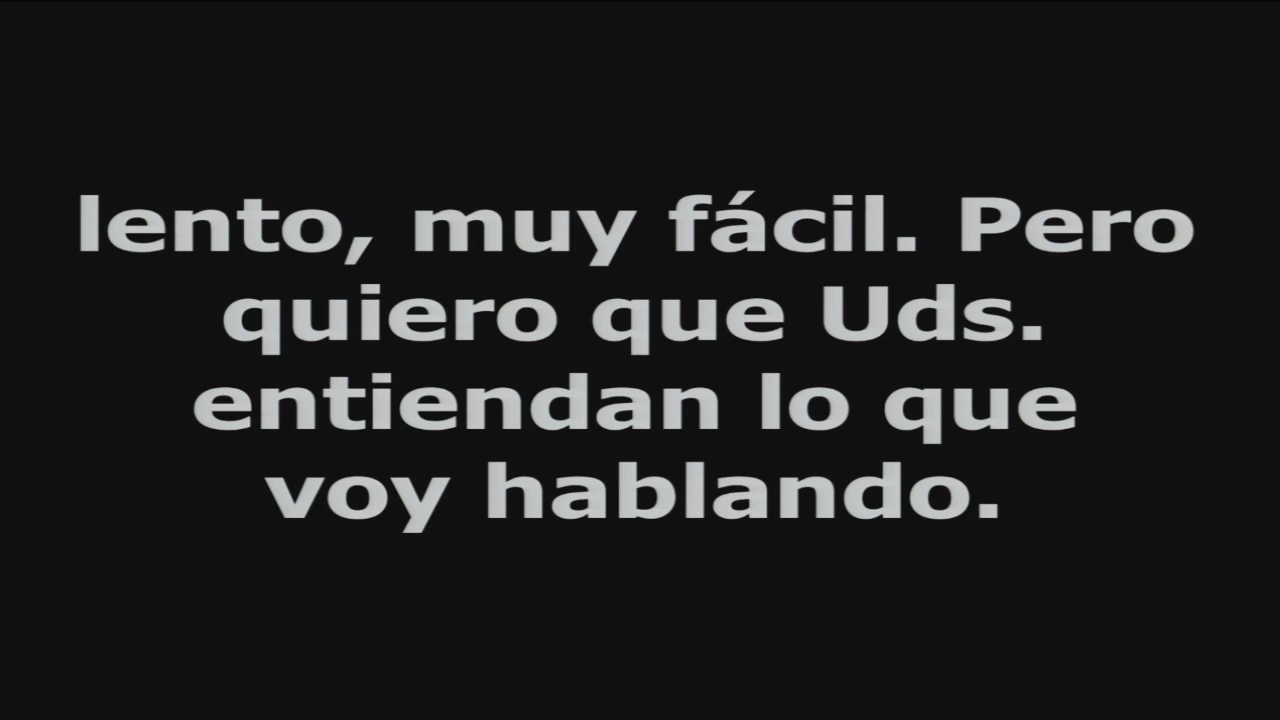 lento, muy fácil. Pero
quiero que Uds.
entiendan lo que
voy hablando.